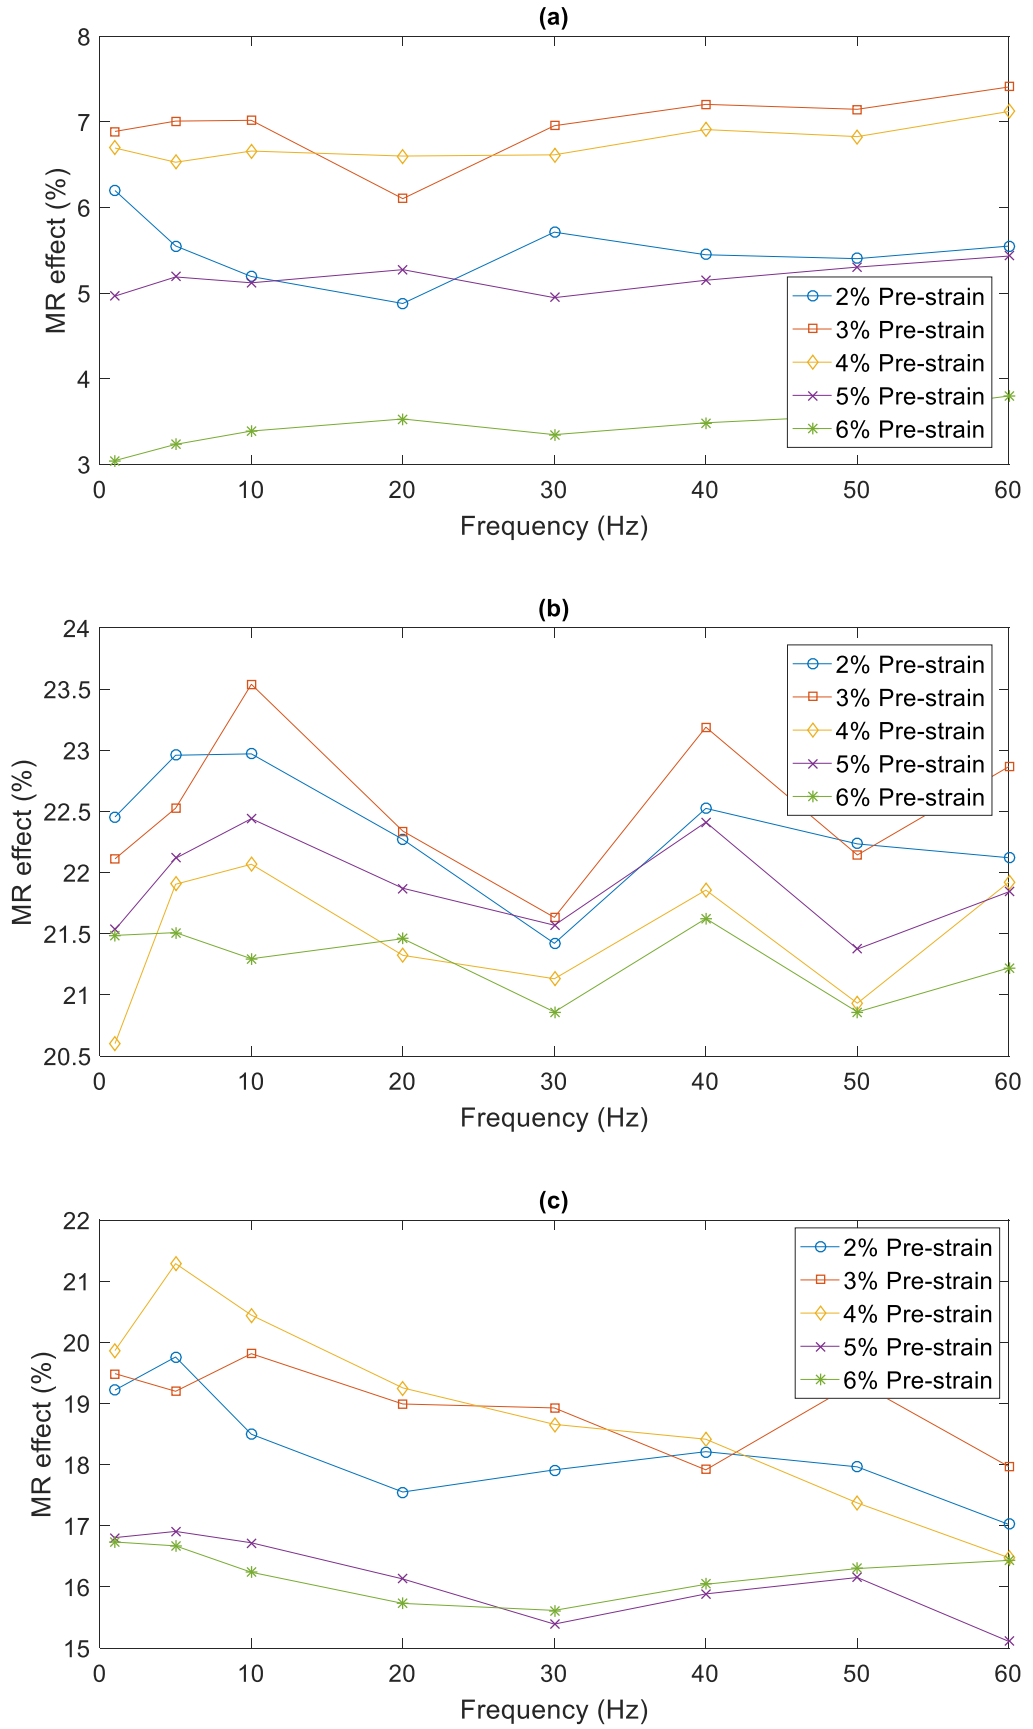 (a)
8
7
6
5
4
3
MR effect (%)
2% Pre-strain
3% Pre-strain
4% Pre-strain
5% Pre-strain
6% Pre-strain
0 10 20 30 40 50 60
Frequency (Hz)
(b)
24
23.5
23
22.5
22
21.5
21
20.5
MR effect (%)
2% Pre-strain
3% Pre-strain
4% Pre-strain
5% Pre-strain
6% Pre-strain
0 10 20 30 40 50 60
Frequency (Hz)
(c)
22
21
20
19
18
17
16
15
MR effect (%)
2% Pre-strain
3% Pre-strain
4% Pre-strain
5% Pre-strain
6% Pre-strain
0 10 20 30 40 50 60
Frequency (Hz)